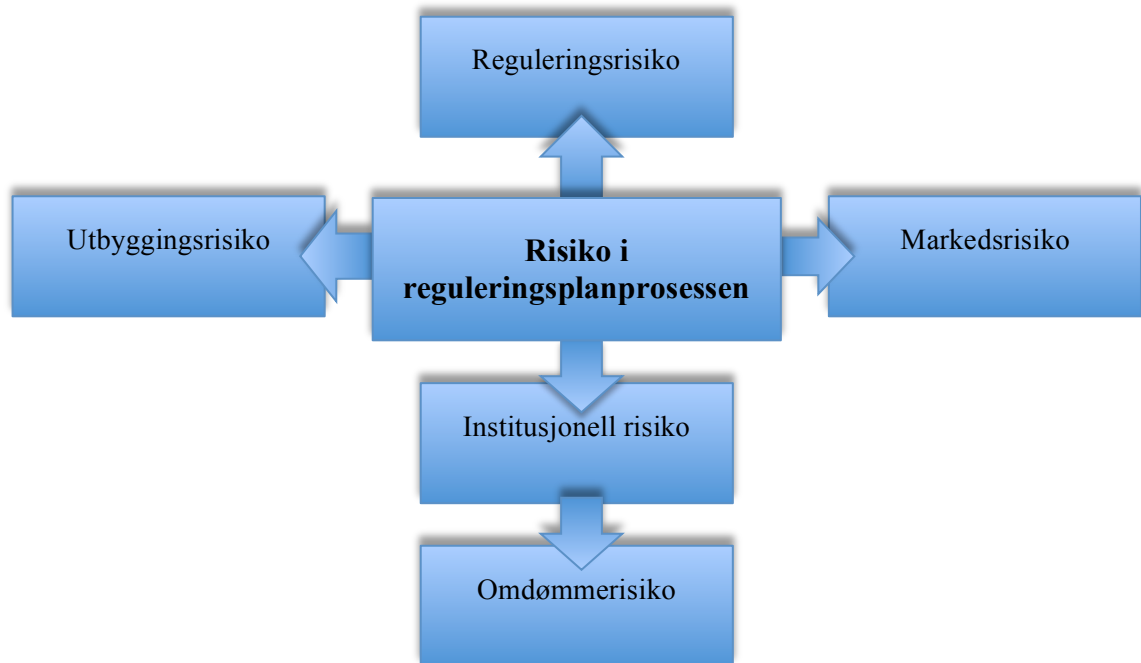 Reguleringsrisiko
Utbyggingsrisiko
Risiko i
reguleringsplanprosessen
Markedsrisiko
Institusjonell risiko
Omdømmerisiko